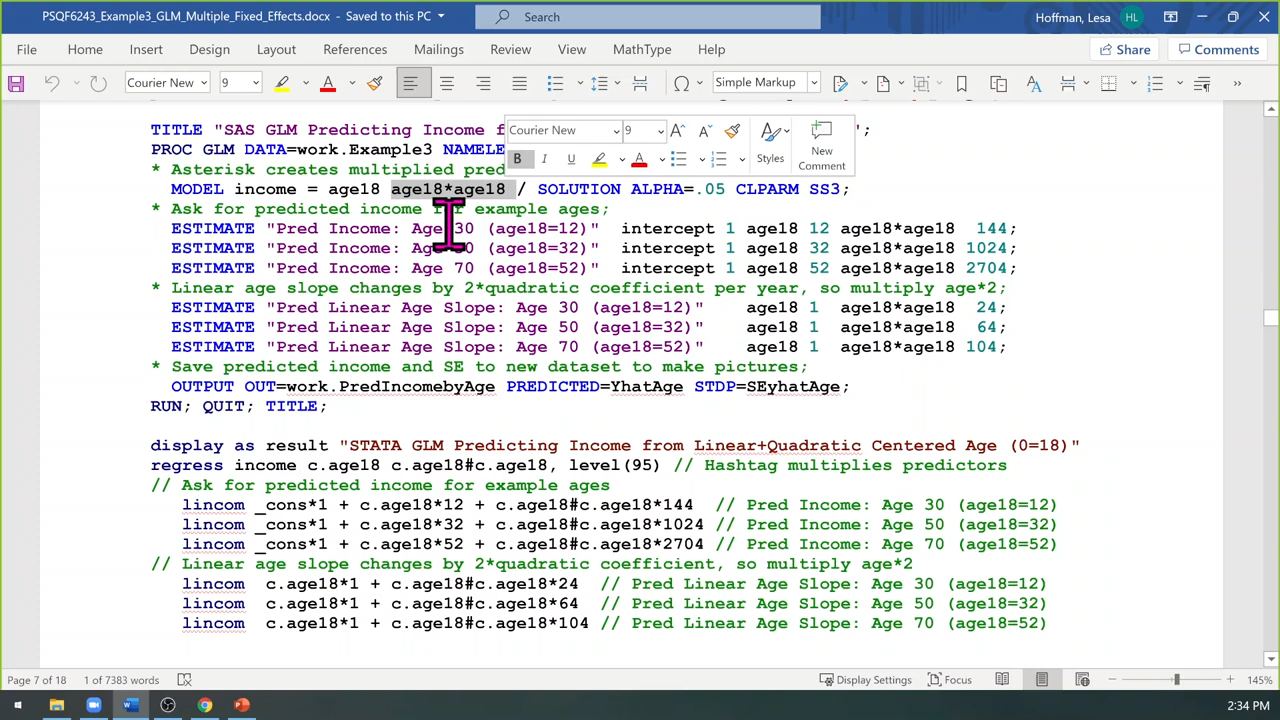 PSQF6243_Example3_GLM_Multiple_Fixed_Effects.docx - Saved to this PC
Search
Hoffman, Lesa
HL
File Home Insert Design Layout References Mailings Review View MathType Help
Share
Comments
Courier New 9
Simple Markup
TITLE "SAS GLM Predicting Income f
";
Courier New 9
Styles
New Comment
PROC GLM DATA=work.Example3 NAMELE
* Asterisk creates multiplied pred
MODEL income = age18 age18*age18 / SOLUTION ALPHA=.05 CLPARM SS3;
* Ask for predicted income for example ages;
ESTIMATE "Pred Income: Age 30 (age18=12)" intercept 1 age18 12 age18*age18 144;
ESTIMATE "Pred Income: Age 50 (age18=32)" intercept 1 age18 32 age18*age18 1024;
ESTIMATE "Pred Income: Age 70 (age18=52)" intercept 1 age18 52 age18*age18 2704;
* Linear age slope changes by 2*quadratic coefficient per year, so multiply age*2;
ESTIMATE "Pred Linear Age Slope: Age 30 (age18=12)" age18 1 age18*age18 24;
ESTIMATE "Pred Linear Age Slope: Age 50 (age18=32)" age18 1 age18*age18 64;
ESTIMATE "Pred Linear Age Slope: Age 70 (age18=52)" age18 1 age18*age18 104;
* Save predicted income and SE to new dataset to make pictures;
OUTPUT OUT=work.PredIncomebyAge PREDICTED=YhatAge STDP=SEyhatAge;
RUN; QUIT; TITLE;
display as result "STATA GLM Predicting Income from Linear+Quadratic Centered Age (0=18)"
regress income c.age18 c.age18#c.age18, level(95) // Hashtag multiplies predictors
// Ask for predicted income for example ages
lincom _cons*1 + c.age18*12 + c.age18#c.age18*144 // Pred Income: Age 30 (age18=12)
lincom _cons*1 + c.age18*32 + c.age18#c.age18*1024 // Pred Income: Age 50 (age18=32)
lincom _cons*1 + c.age18*52 + c.age18#c.age18*2704 // Pred Income: Age 70 (age18=52)
// Linear age slope changes by 2*quadratic coefficient, so multiply age*2
lincom c.age18*1 + c.age18#c.age18*24 // Pred Linear Age Slope: Age 30 (age18=12)
lincom c.age18*1 + c.age18#c.age18*64 // Pred Linear Age Slope: Age 50 (age18=32)
lincom c.age18*1 + c.age18#c.age18*104 // Pred Linear Age Slope: Age 70 (age18=52)
Page 7 of 18 1 of 7383 words
Display Settings Focus 145%
2:34 PM